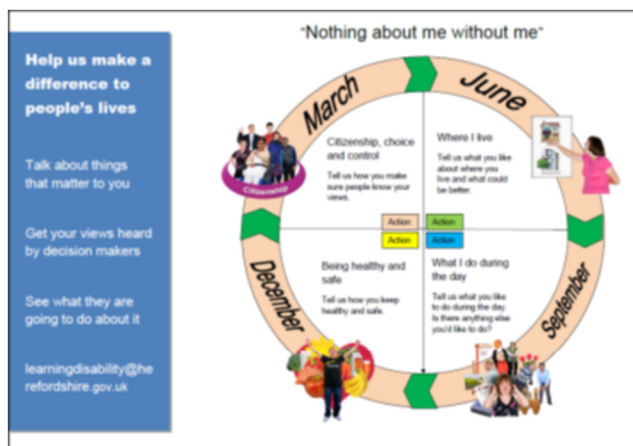 Help us make a
difference to
people's lives
Talk about things
that matter to you
Get your views heard
by decision makers
See what they are
going to do about it
learningdisability@he
refordshire.gov.uk
"Nothing about me without me"
March
June
Citizenship
Citizenship, choice
and control
Tell us how you make
sure people know your
views.
Where I live
Tell us what you like
about where you
live and what could
be better.
Action
Action
Action
Action
December
Being healthy and
safe
Tell us how you keep
healthy and safe.
What I do during
the day
Tell us what you like
to do during the day.
Is there anything else
you'd like to do?
September